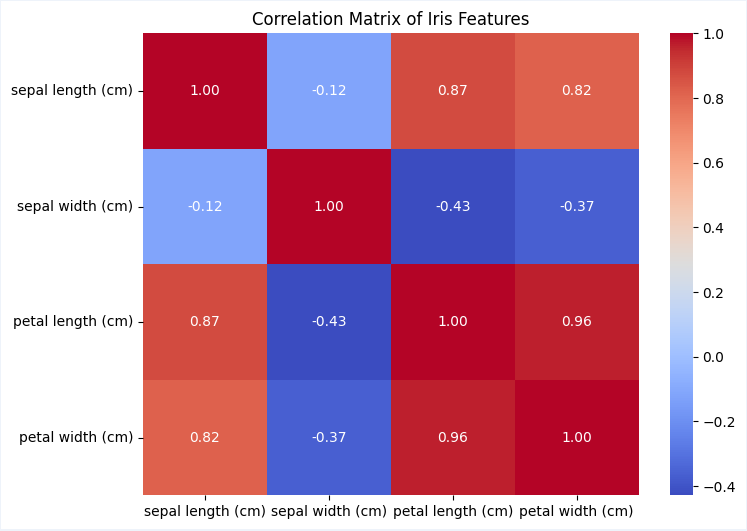 Correlation Matrix of Iris Features
sepal length (cm) 1.00 -0.12 0.87 0.82
sepal width (cm) -0.12 1.00 -0.43 -0.37
petal length (cm) 0.87 -0.43 1.00 0.96
petal width (cm) 0.82 -0.37 0.96 1.00
sepal length (cm) sepal width (cm) petal length (cm) petal width (cm)
1.0
0.8
0.6
0.4
0.2
0.0
−0.2
−0.4